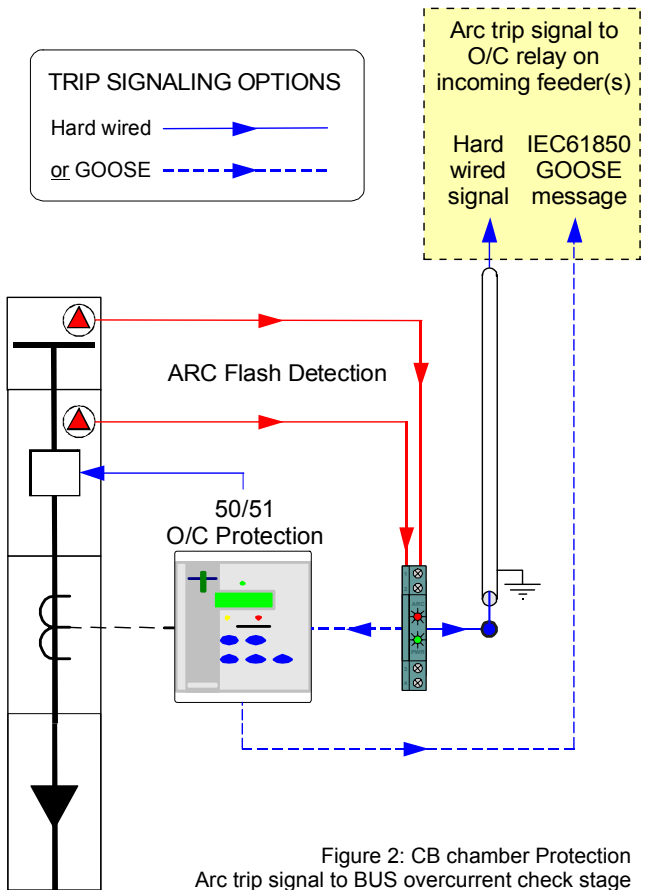 Arc trip signal to
O/C relay on
incoming feeder(s)
Hard
wired
signal
IEC61850
GOOSE
message
TRIP SIGNALING OPTIONS
Hard wired
or GOOSE
ARC Flash Detection
50/51
O/C Protection
ARC
Figure 2: CB chamber Protection
Arc trip signal to BUS overcurrent check stage